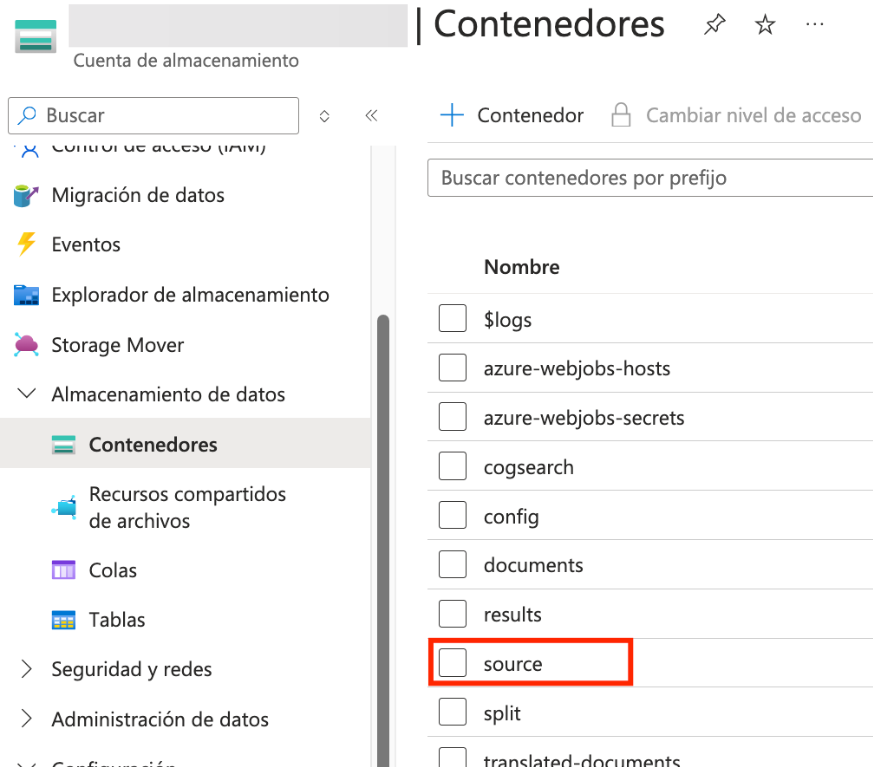 | Contenedores
Cuenta de almacenamiento
Buscar
Control de acceso (IAM)
Migración de datos
Eventos
Explorador de almacenamiento
Storage Mover
Almacenamiento de datos
Contenedores
Recursos compartidos
de archivos
Colas
Tablas
Seguridad y redes
Administración de datos
Configuración
Contenedor
Cambiar nivel de acceso
Buscar contenedores por prefijo
Nombre
$logs
azure-webjobs-hosts
azure-webjobs-secrets
cogsearch
config
documents
results
source
split
translated-documents